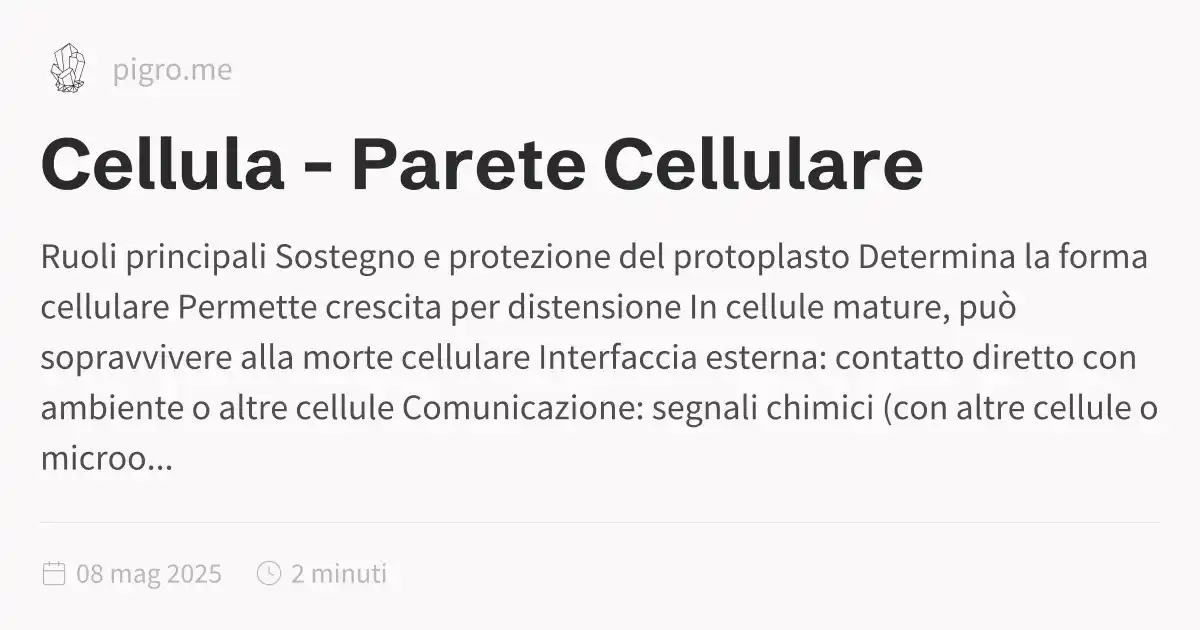 pigro.me
Cellula - Parete Cellulare
Ruoli principali Sostegno e protezione del protoplasto Determina la forma
cellulare Permette crescita per distensione In cellule mature, può
sopravvivere alla morte cellulare Interfaccia esterna: contatto diretto con
ambiente o altre cellule Comunicazione: segnali chimici (con altre cellule o
microo...
08 mag 2025 2 minuti